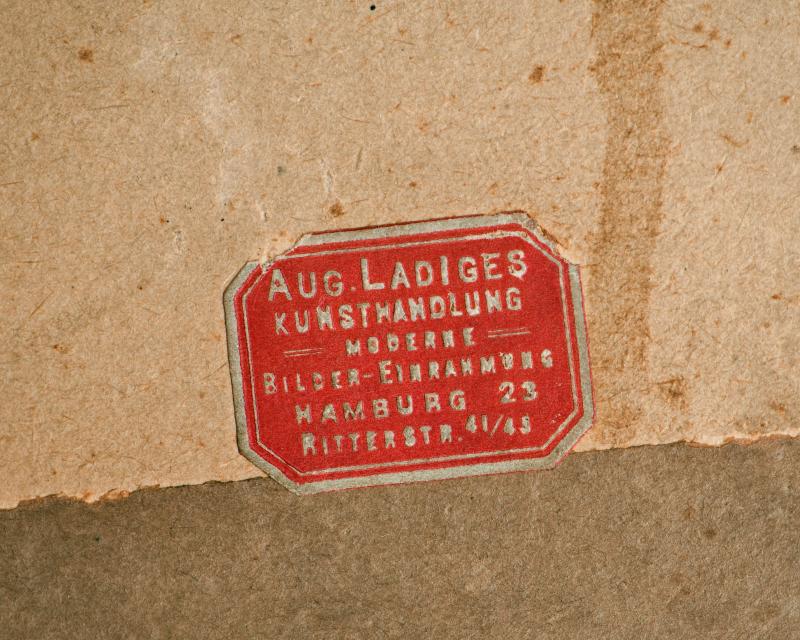 AUG. LADIGES
KUNSTHANDLUNG
MODERNE
BILDER-EINRAHMUNG
HAMBURG 23
RITTERSTR. 41/43